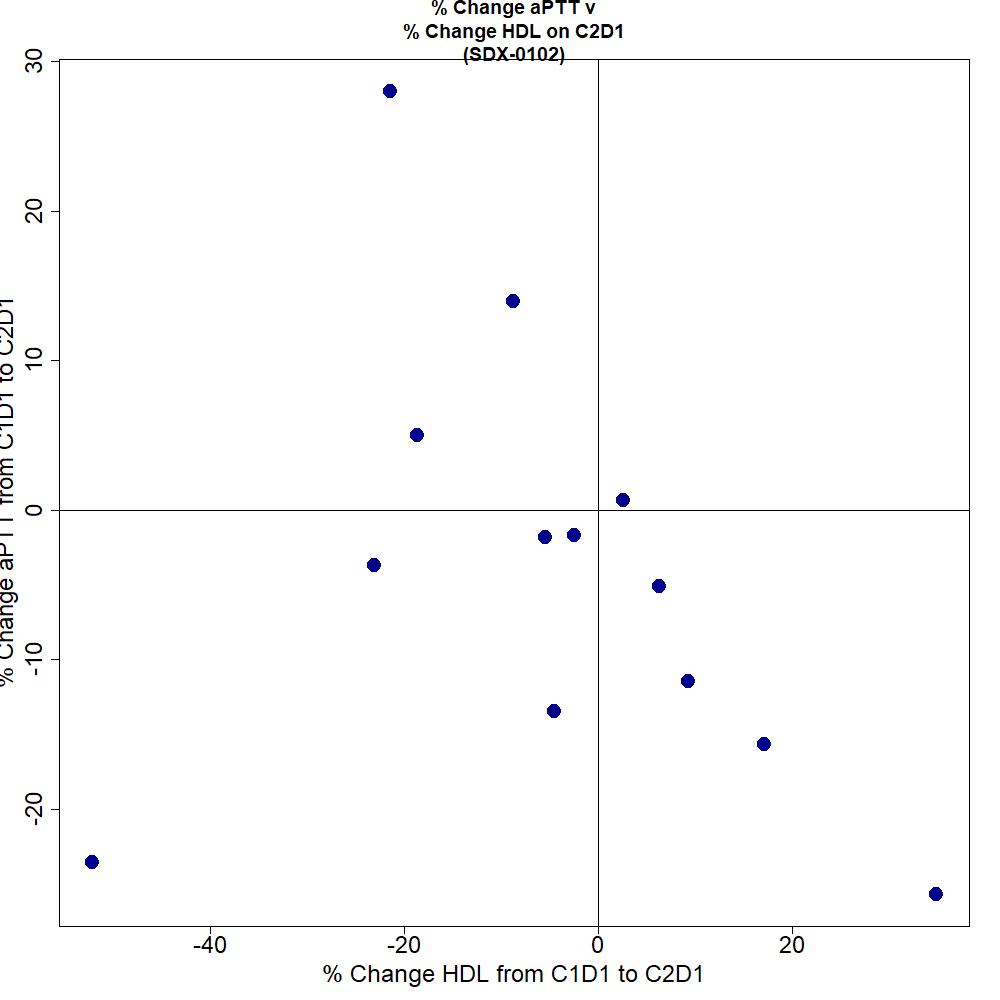 % Change aPTT v
% Change HDL on C2D1
(SDX-0102)
% Change aPTT from C1D1 to C2D1
30
20
10
0
-10
-20
-40
-20
0
20
% Change HDL from C1D1 to C2D1